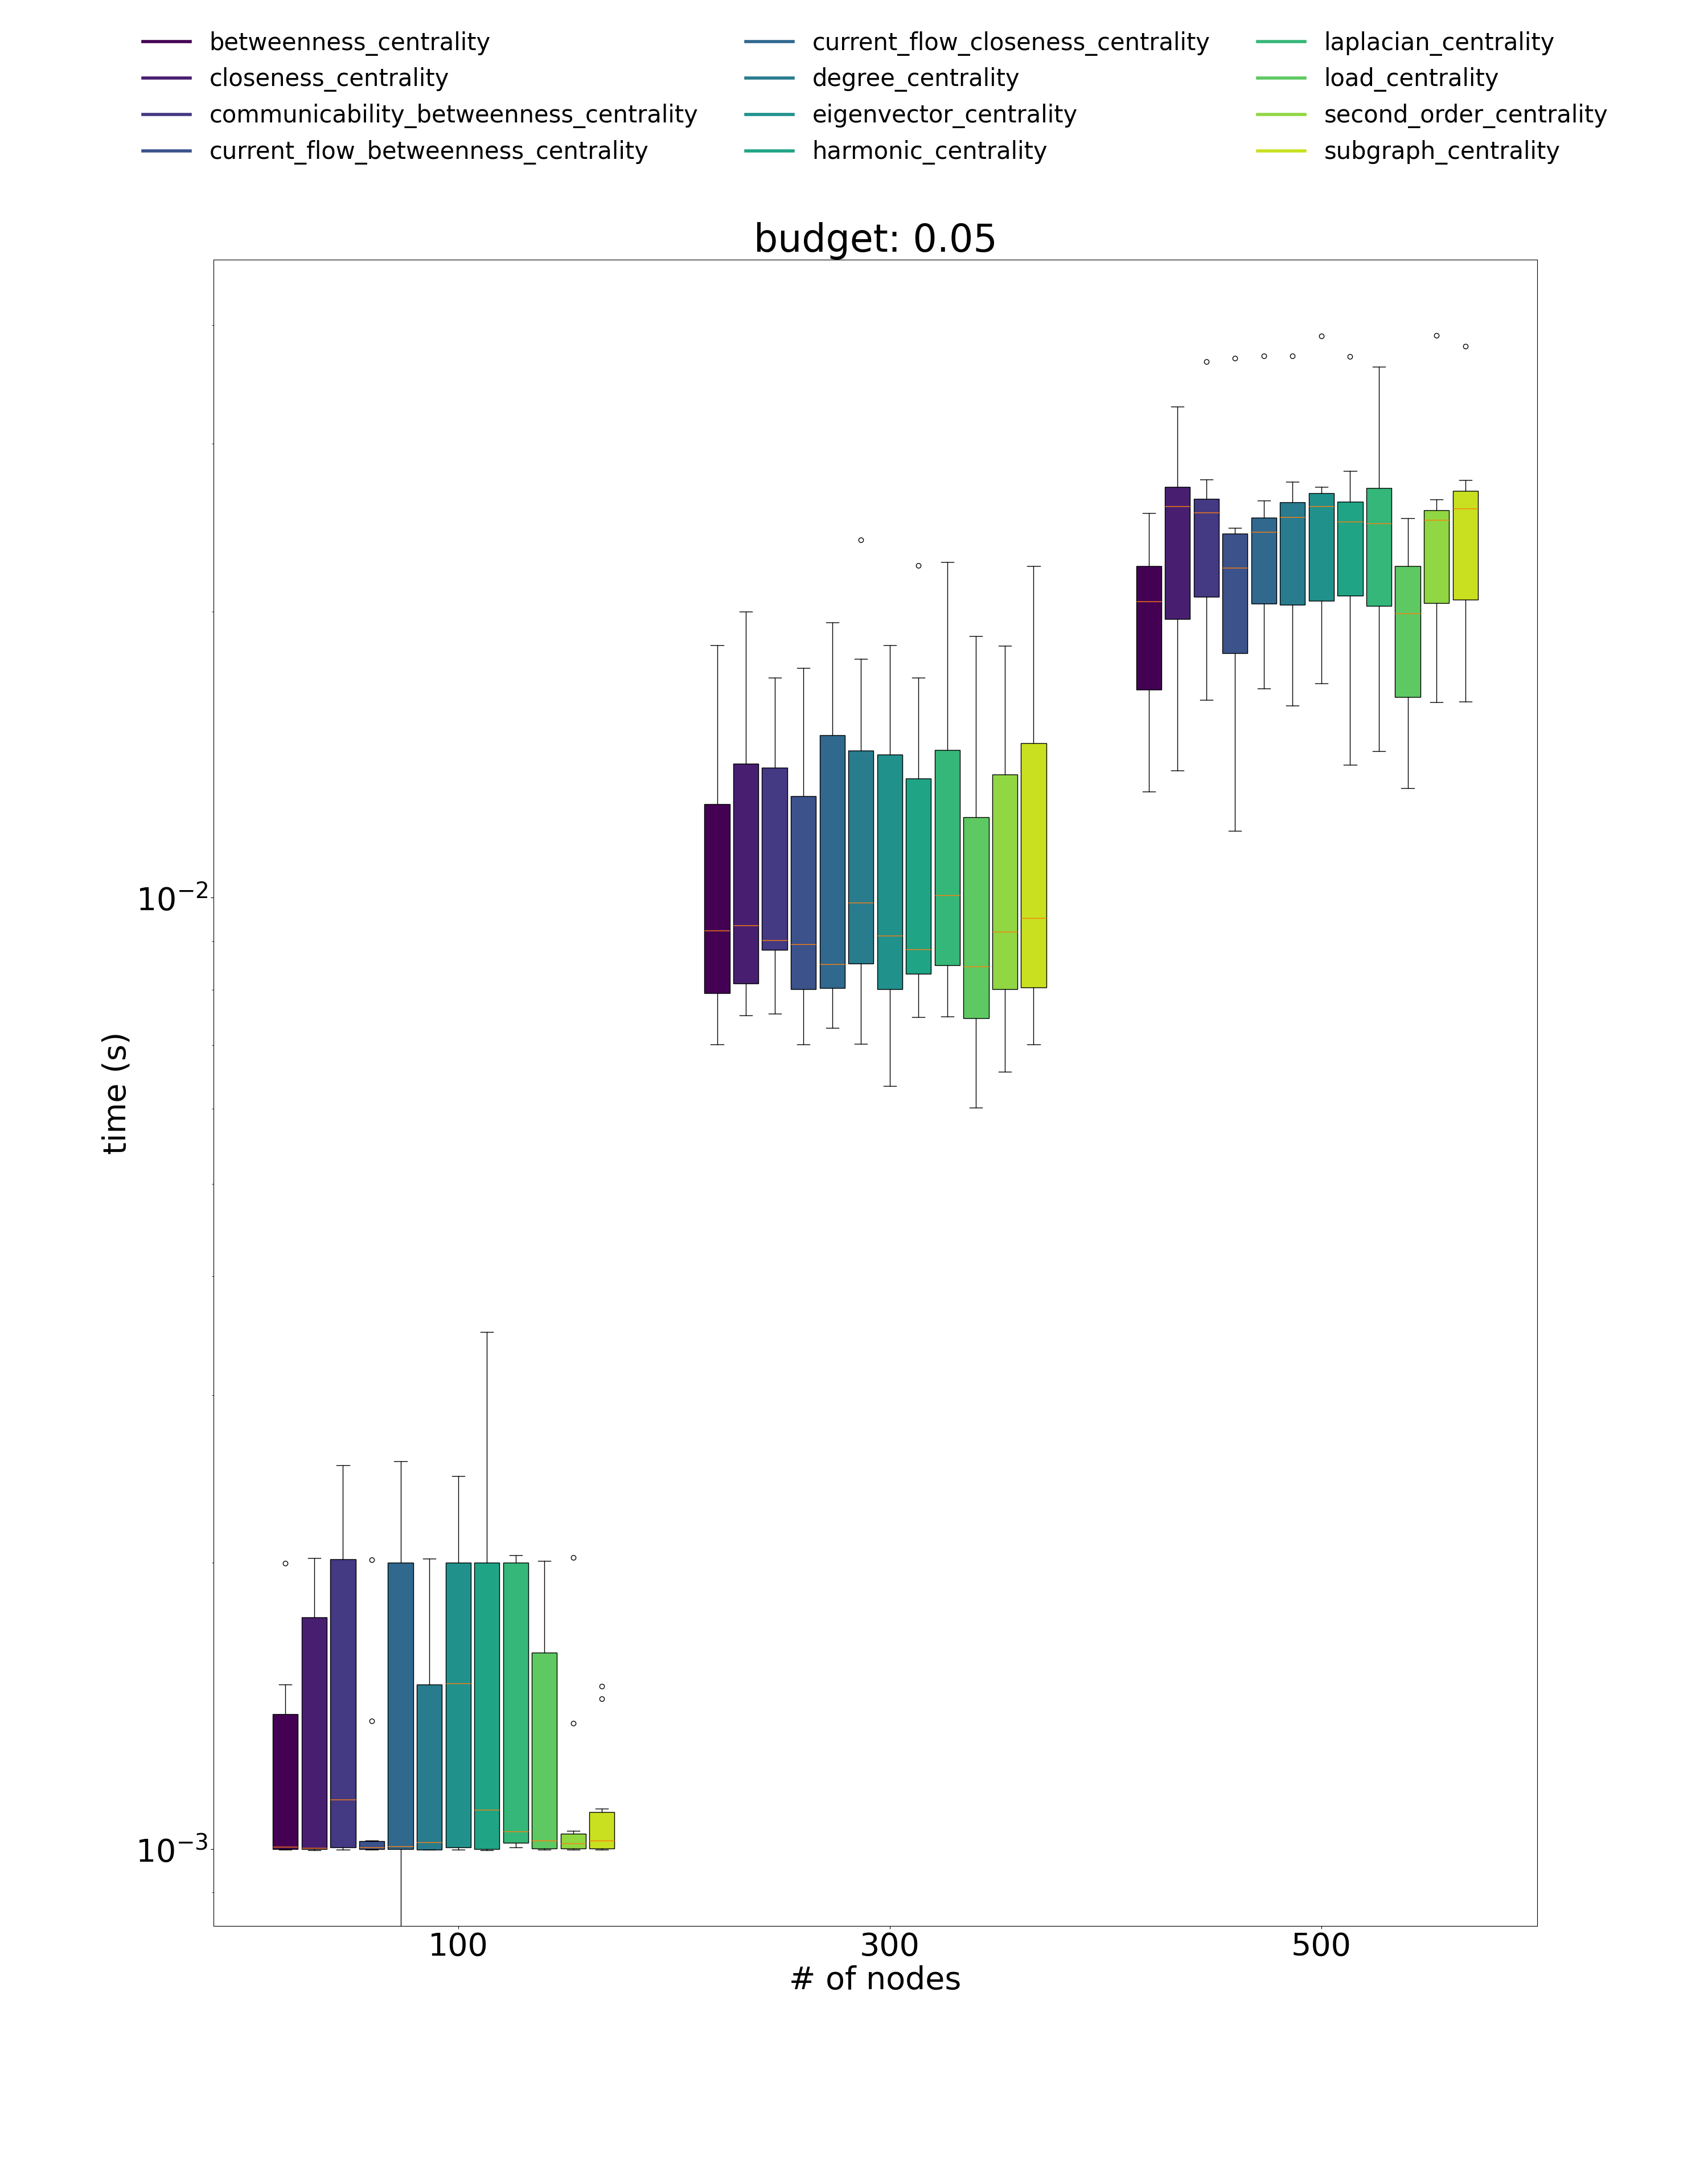 betweenness_centrality
closeness_centrality
communicability_betweenness_centrality
current_flow_betweenness_centrality
current_flow_closeness_centrality
degree_centrality
eigenvector_centrality
harmonic_centrality
laplacian_centrality
load_centrality
second_order_centrality
subgraph_centrality
budget: 0.05
10⁻²
10⁻³
time (s)
100 300 500
# of nodes